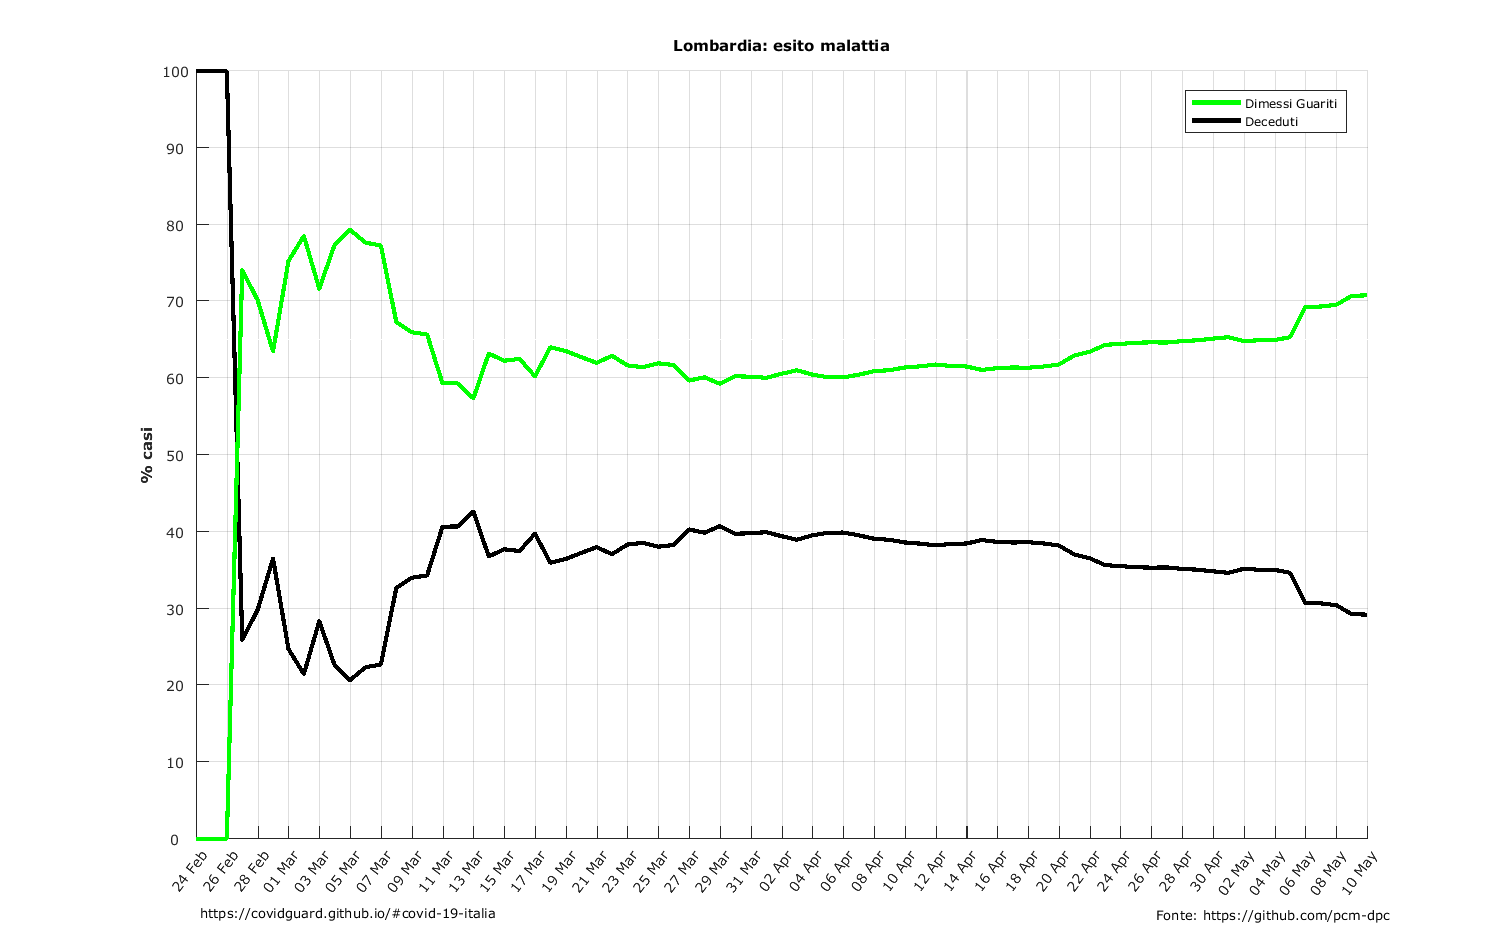 Lombardia: esito malattia
Dimessi Guariti
Deceduti
% casi
100
90
80
70
60
50
40
30
20
10
0
24 Feb
26 Feb
28 Feb
01 Mar
03 Mar
05 Mar
07 Mar
09 Mar
11 Mar
13 Mar
15 Mar
17 Mar
19 Mar
21 Mar
23 Mar
25 Mar
27 Mar
29 Mar
31 Mar
02 Apr
04 Apr
06 Apr
08 Apr
10 Apr
12 Apr
14 Apr
16 Apr
18 Apr
20 Apr
22 Apr
24 Apr
26 Apr
28 Apr
30 Apr
02 May
04 May
06 May
08 May
10 May
https://covidguard.github.io/#covid-19-italia
Fonte: https://github.com/pcm-dpc